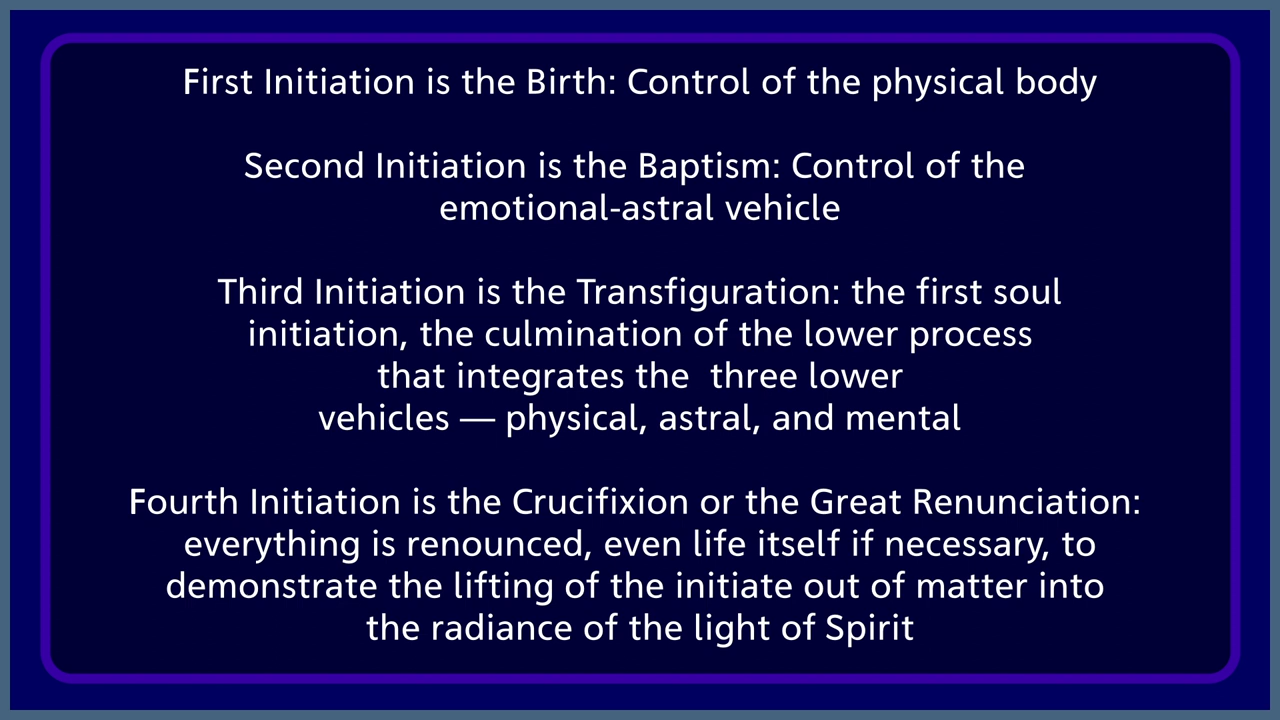 First Initiation is the Birth: Control of the physical body
Second Initiation is the Baptism: Control of the
emotional-astral vehicle
Third Initiation is the Transfiguration: the first soul
initiation, the culmination of the lower process
that integrates the  three lower
vehicles — physical, astral, and mental
Fourth Initiation is the Crucifixion or the Great Renunciation:
everything is renounced, even life itself if necessary, to
demonstrate the lifting of the initiate out of matter into
the radiance of the light of Spirit